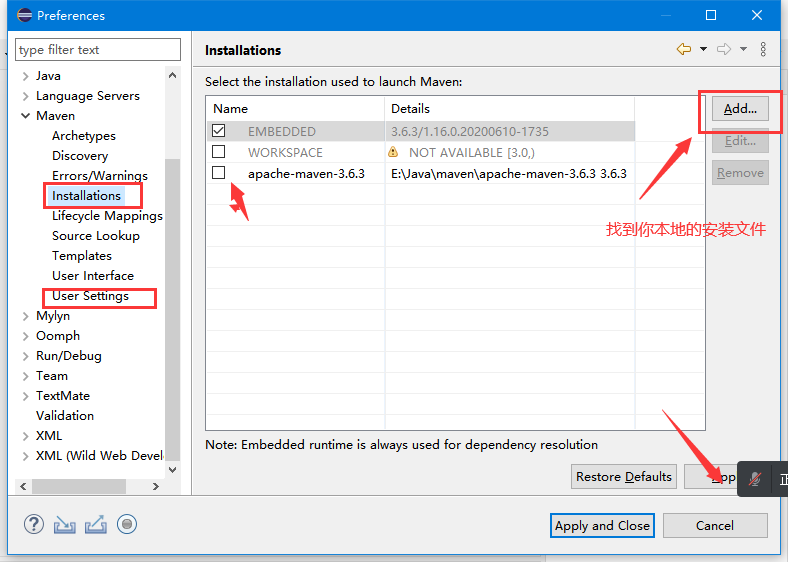 Preferences
type filter text
Java
Language Servers
Maven
Archetypes
Discovery
Errors/Warnings
Installations
Lifecycle Mappings
Source Lookup
Templates
User Interface
User Settings
Mylyn
Oomph
Run/Debug
Team
TextMate
Validation
XML
XML (Wild Web Devel
Installations
Select the installation used to launch Maven:
Name Details
EMBEDDED 3.6.3/1.16.0.20200610-1735
WORKSPACE NOT AVAILABLE [3.0,)
apache-maven-3.6.3 E:\Java\maven\apache-maven-3.6.3 3.6.3
Add...
Edit...
Remove
找到你本地的安装文件
Note: Embedded runtime is always used for dependency resolution
Restore Defaults
Apply and Close
Cancel